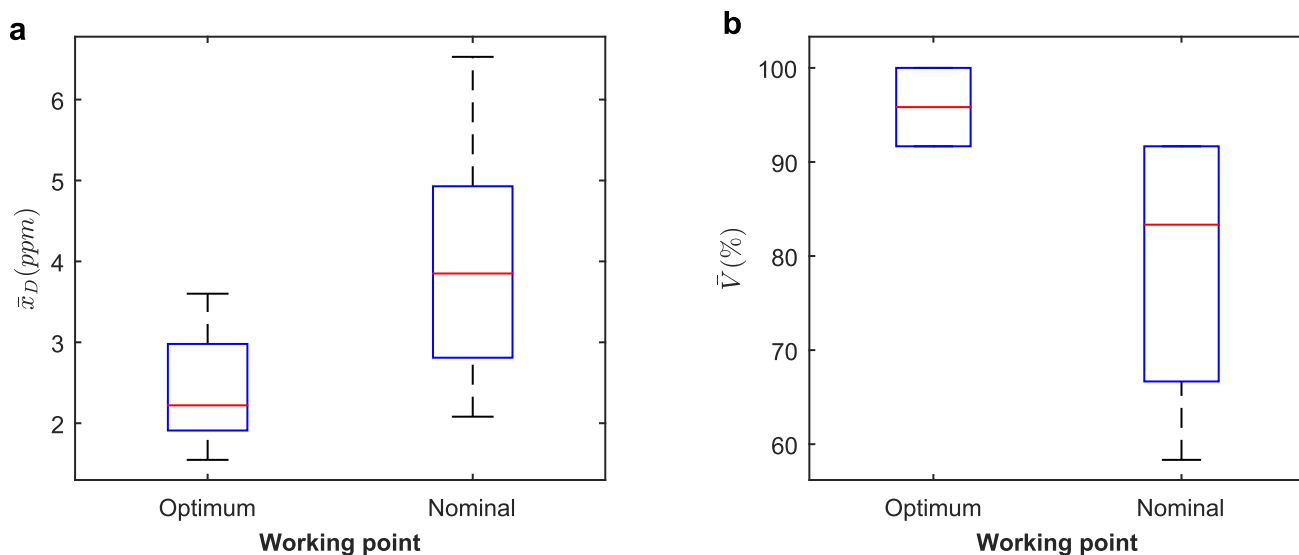 a
x̄_D (ppm)
6
5
4
3
2
Optimum Nominal
Working point
b
V̄ (%)
100
90
80
70
60
Optimum Nominal
Working point